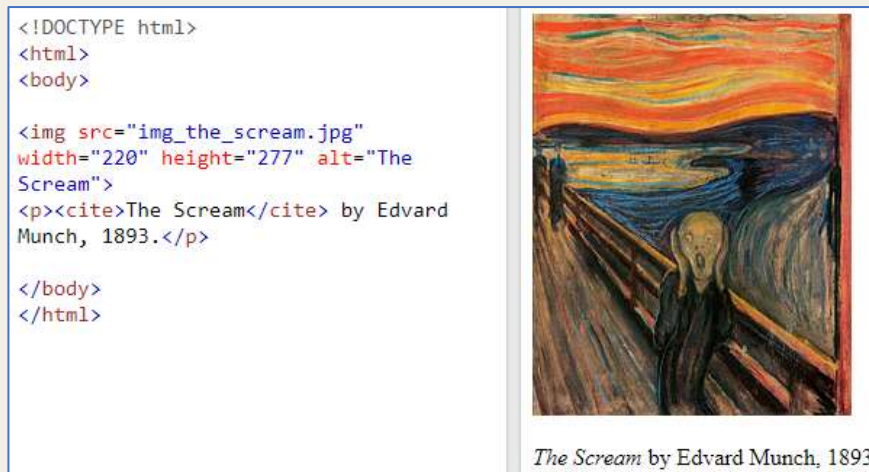 <!DOCTYPE html>
<html>
<body>
<img src="img_the_scream.jpg"
width="220" height="277" alt="The
Scream">
<p><cite>The Scream</cite> by Edvard
Munch, 1893.</p>
</body>
</html>
The Scream by Edvard Munch, 1893